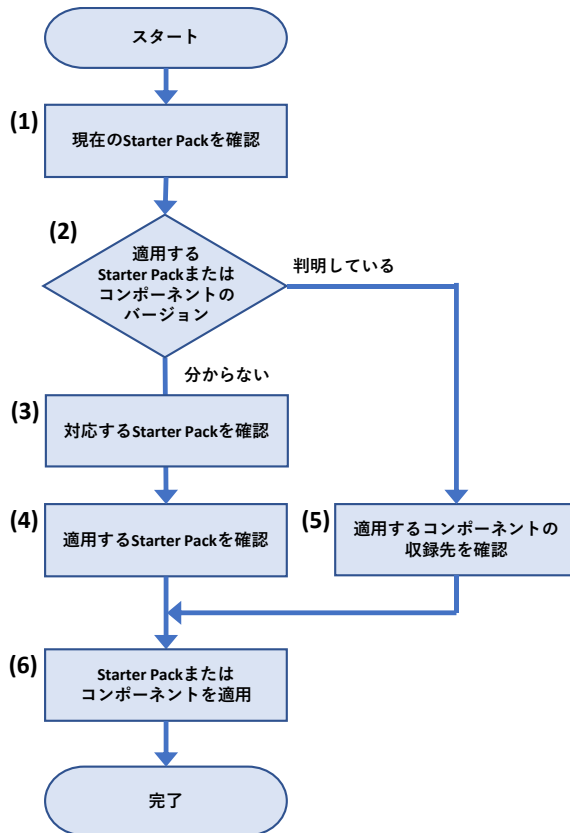 スタート
(1)
現在のStarter Packを確認
(2)
適用する
Starter Packまたは
コンポーネントの
バージョン
判明している
分からない
(3)
対応するStarter Packを確認
(4)
適用するStarter Packを確認
(5)
適用するコンポーネントの
収録先を確認
(6)
Starter Packまたは
コンポーネントを適用
完了